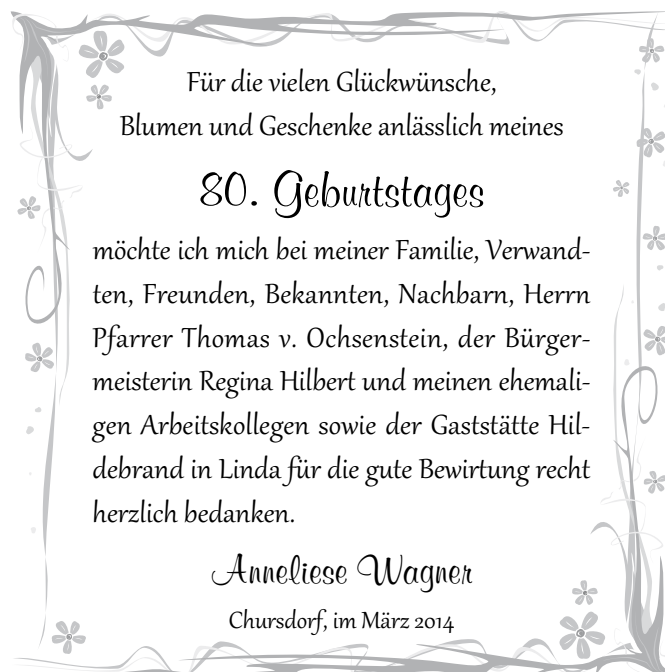 Für die vielen Glückwünsche,
Blumen und Geschenke anlässlich meines
80. Geburtstages
möchte ich mich bei meiner Familie, Verwand-
ten, Freunden, Bekannten, Nachbarn, Herrn
Pfarrer Thomas v. Ochsenstein, der Bürger-
meisterin Regina Hilbert und meinen ehemali-
gen Arbeitskollegen sowie der Gaststätte Hil-
debrand in Linda für die gute Bewirtung recht
herzlich bedanken.
Anneliese Wagner
Chursdorf, im März 2014